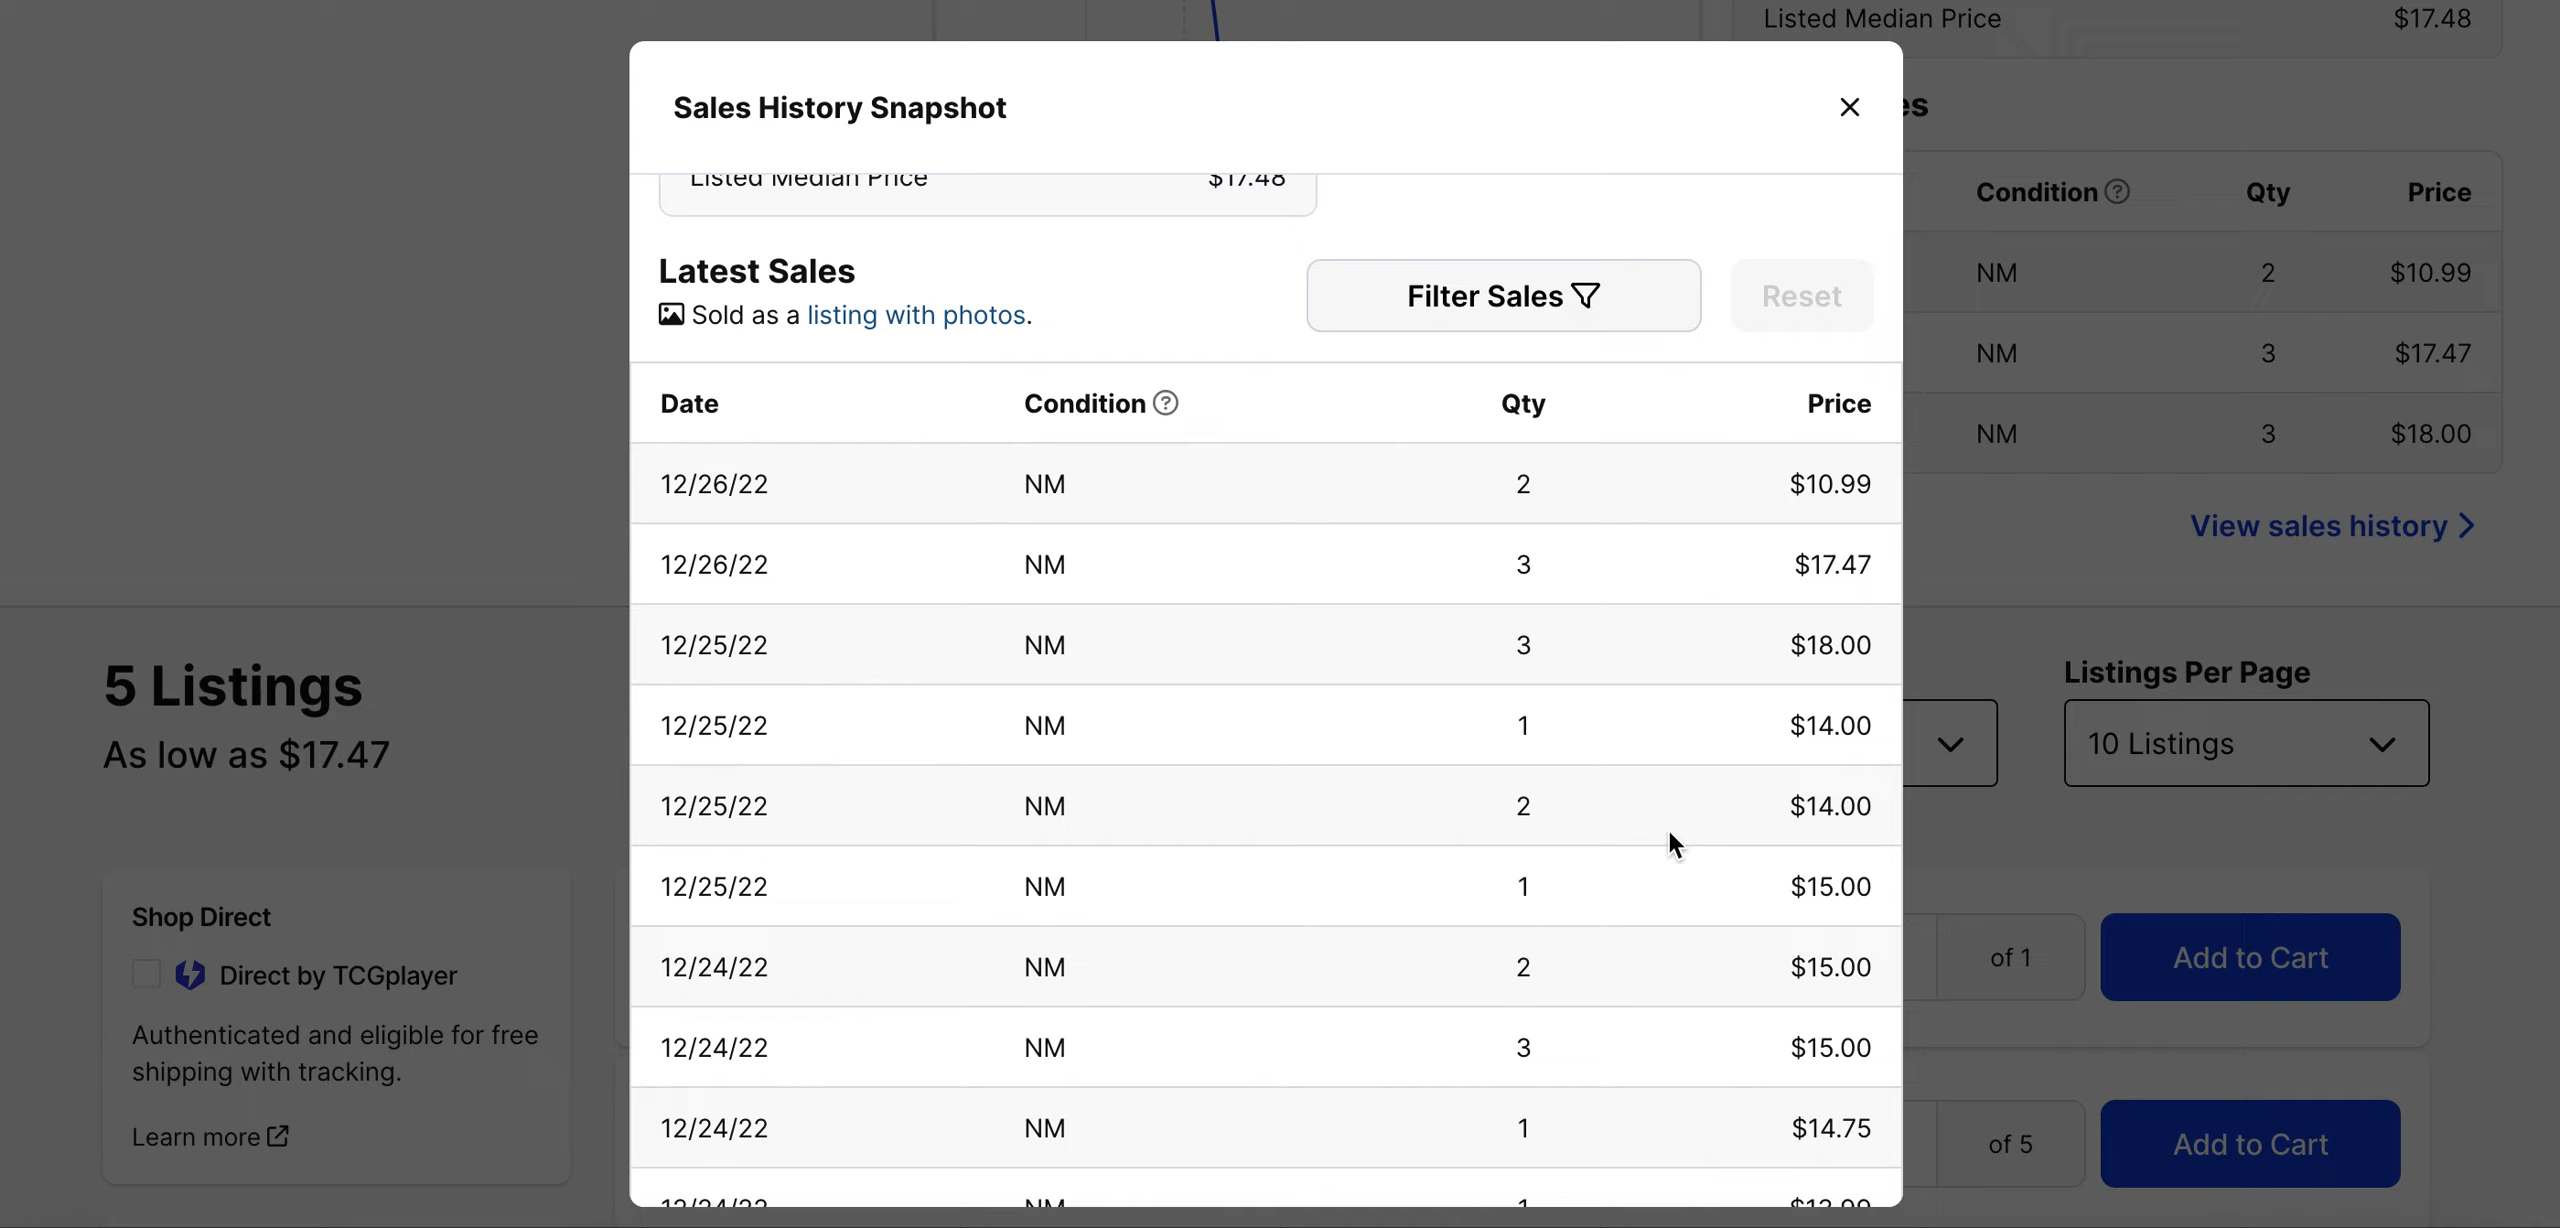 Listed Median Price $17.48
Sales History Snapshot
es
Listed Median Price $17.48
Condition Qty Price
Latest Sales
Sold as a listing with photos.
Filter Sales
Reset
NM 2 $10.99
NM 3 $17.47
NM 3 $18.00
View sales history
Date Condition Qty Price
12/26/22 NM 2 $10.99
12/26/22 NM 3 $17.47
12/25/22 NM 3 $18.00
12/25/22 NM 1 $14.00
12/25/22 NM 2 $14.00
12/25/22 NM 1 $15.00
12/24/22 NM 2 $15.00
12/24/22 NM 3 $15.00
12/24/22 NM 1 $14.75
12/24/22 NM 1 $13.99
5 Listings
As low as $17.47
Listings Per Page
10 Listings
Shop Direct
Direct by TCGplayer
Authenticated and eligible for free
shipping with tracking.
Learn more
of 1
Add to Cart
of 5
Add to Cart